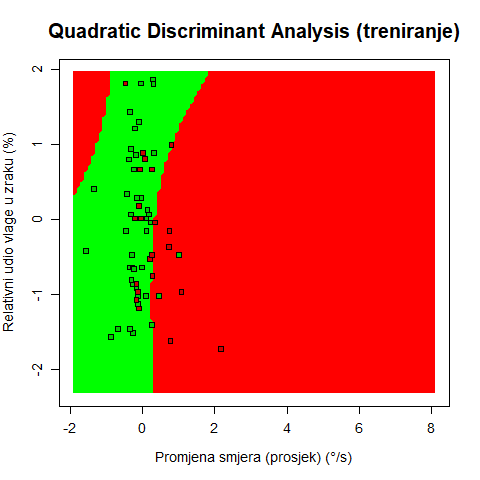 Quadratic Discriminant Analysis (treniranje)
Relativni udio vlage u zraku (%)
2
1
0
-1
-2
-2 0 2 4 6 8
Promjena smjera (prosjek) (°/s)